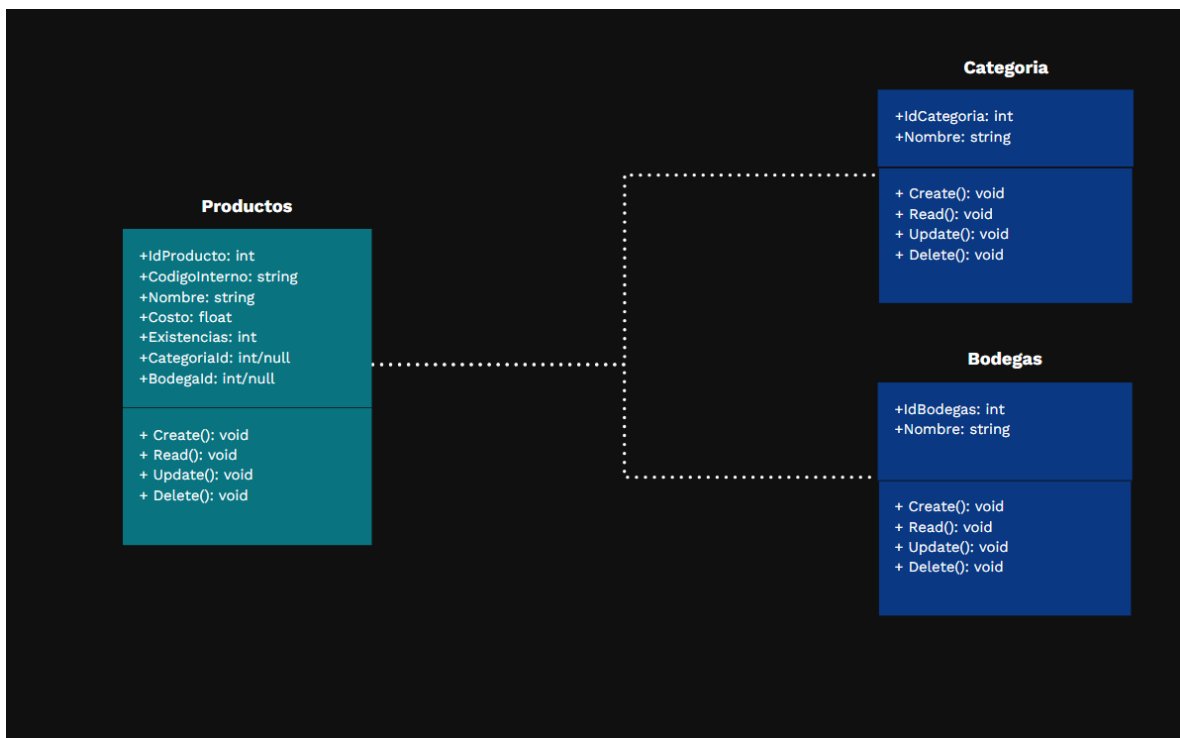 Productos
+IdProducto: int
+CodigoInterno: string
+Nombre: string
+Costo: float
+Existencias: int
+CategoriaId: int/null
+BodegaId: int/null
+ Create(): void
+ Read(): void
+ Update(): void
+ Delete(): void
Categoria
+IdCategoria: int
+Nombre: string
+ Create(): void
+ Read(): void
+ Update(): void
+ Delete(): void
Bodegas
+IdBodegas: int
+Nombre: string
+ Create(): void
+ Read(): void
+ Update(): void
+ Delete(): void